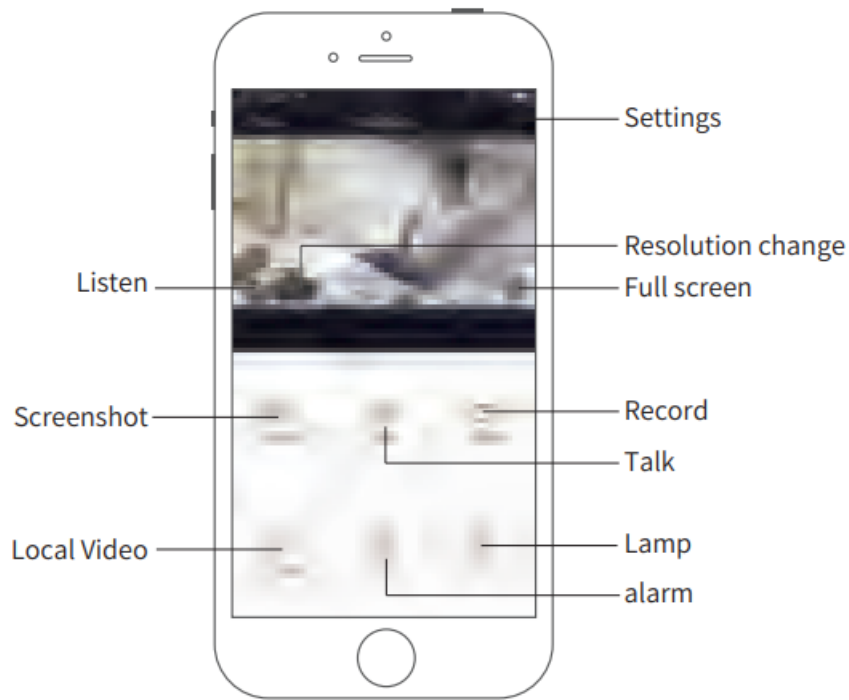 Settings
Resolution change
Listen
Full screen
Screenshot
Record
Talk
Local Video
Lamp
alarm